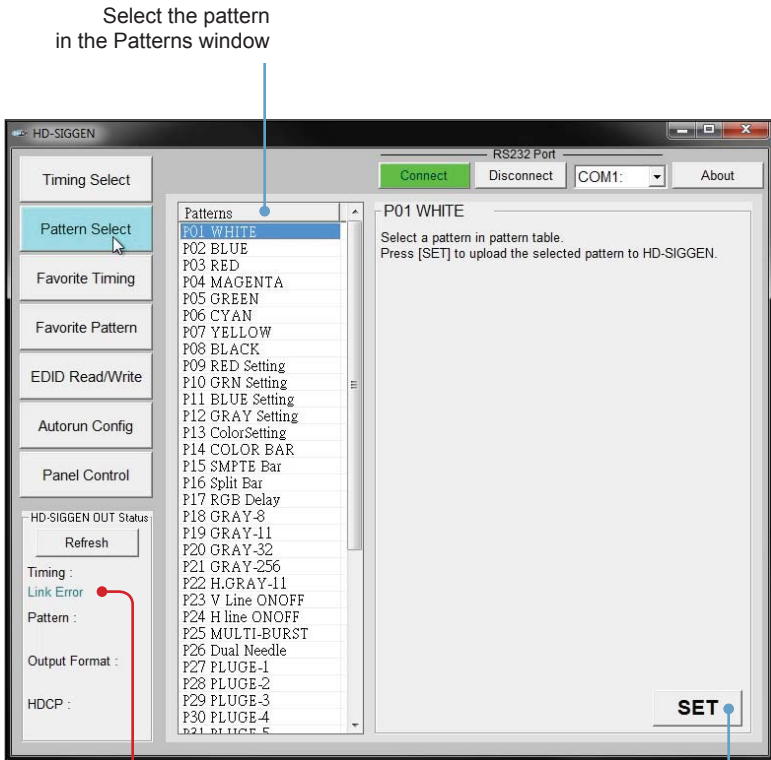 Select the pattern
in the Patterns window
HD-SIGGEN
RS232 Port
Timing Select
Connect
Disconnect
COM1:
About
Pattern Select
Favorite Timing
Favorite Pattern
EDID Read/Write
Autorun Config
Panel Control
HD-SIGGEN OUT Status
Refresh
Timing :
Link Error
Pattern :
Output Format :
HDCP :
Patterns
P01 WHITE
P02 BLUE
P03 RED
P04 MAGENTA
P05 GREEN
P06 CYAN
P07 YELLOW
P08 BLACK
P09 RED Setting
P10 GRN Setting
P11 BLUE Setting
P12 GRAY Setting
P13 ColorSetting
P14 COLOR BAR
P15 SMPTE Bar
P16 Split Bar
P17 RGB Delay
P18 GRAY-8
P19 GRAY-11
P20 GRAY-32
P21 GRAY-256
P22 H.GRAY-11
P23 V Line ONOFF
P24 H line ONOFF
P25 MULTI-BURST
P26 Dual Needle
P27 PLUGE-1
P28 PLUGE-2
P29 PLUGE-3
P30 PLUGE-4
P31 PLUGE-5
P01 WHITE
Select a pattern in pattern table.
Press [SET] to upload the selected pattern to HD-SIGGEN.
SET